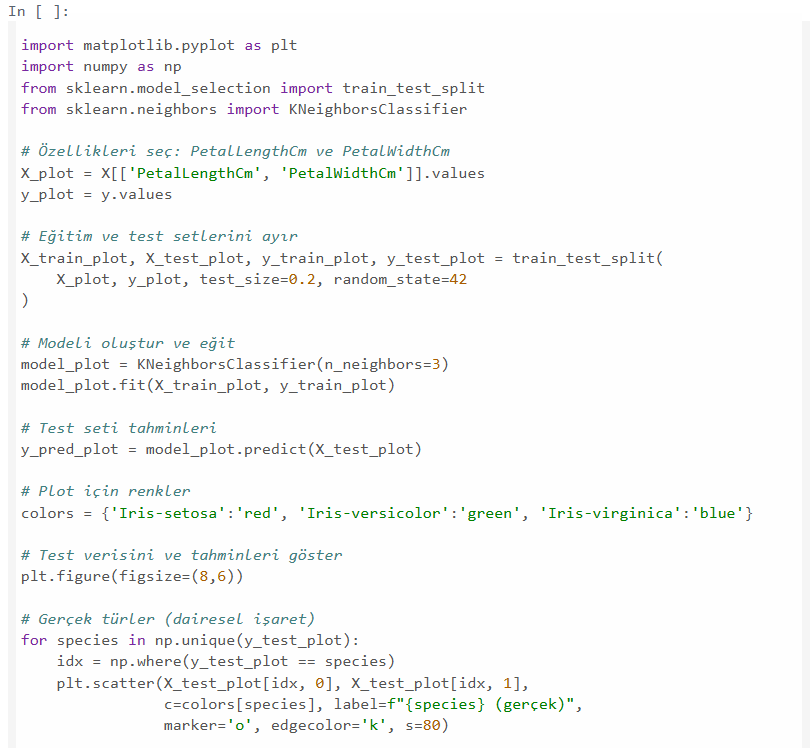 In [ ]:
import matplotlib.pyplot as plt
import numpy as np
from sklearn.model_selection import train_test_split
from sklearn.neighbors import KNeighborsClassifier
# Özellikleri seç: PetalLengthCm ve PetalWidthCm
X_plot = X[['PetalLengthCm', 'PetalWidthCm']].values
y_plot = y.values
# Eğitim ve test setlerini ayır
X_train_plot, X_test_plot, y_train_plot, y_test_plot = train_test_split(
    X_plot, y_plot, test_size=0.2, random_state=42
)
# Modeli oluştur ve eğit
model_plot = KNeighborsClassifier(n_neighbors=3)
model_plot.fit(X_train_plot, y_train_plot)
# Test seti tahminleri
y_pred_plot = model_plot.predict(X_test_plot)
# Plot için renkler
colors = {'Iris-setosa':'red', 'Iris-versicolor':'green', 'Iris-virginica':'blue'}
# Test verisini ve tahminleri göster
plt.figure(figsize=(8,6))
# Gerçek türler (dairesel işaret)
for species in np.unique(y_test_plot):
    idx = np.where(y_test_plot == species)
    plt.scatter(X_test_plot[idx, 0], X_test_plot[idx, 1],
                c=colors[species], label=f"{species} (gerçek)",
                marker='o', edgecolor='k', s=80)